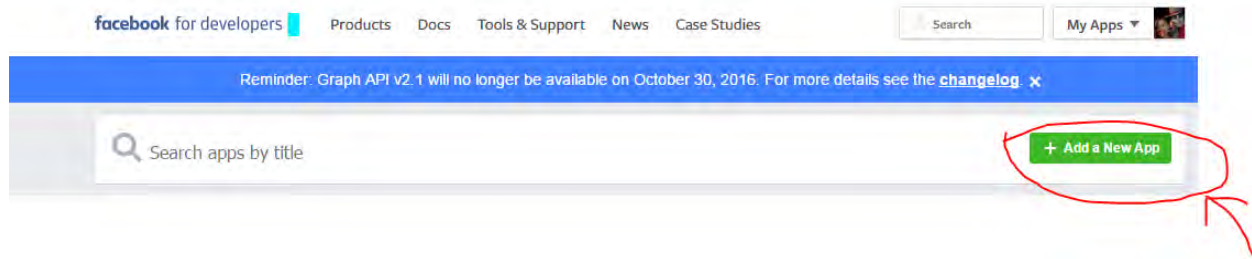 facebook for developers Products Docs Tools & Support News Case Studies Search My Apps
Reminder: Graph API v2.1 will no longer be available on October 30, 2016. For more details see the changelog. x
Search apps by title + Add a New App